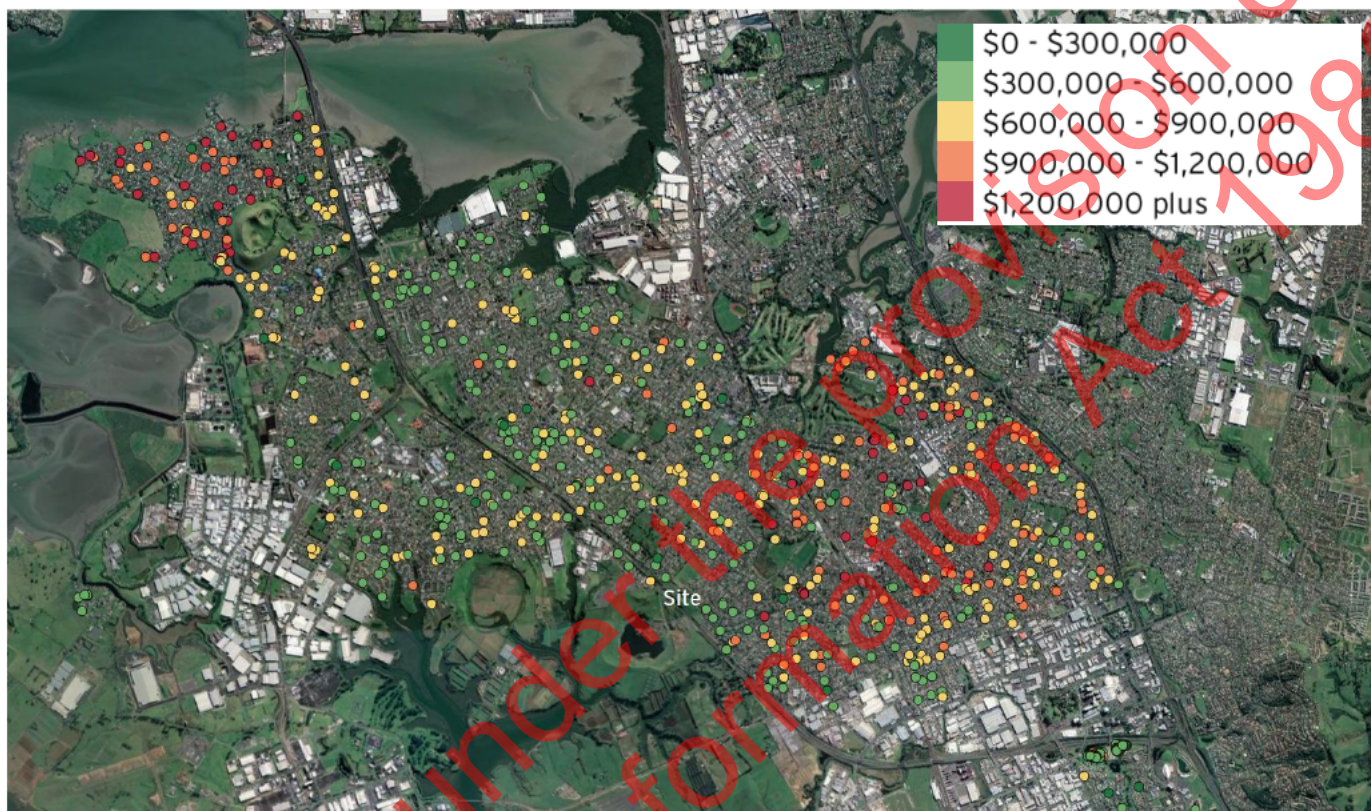 $0 - $300,000
$300,000 - $600,000
$600,000 - $900,000
$900,000 - $1,200,000
$1,200,000 plus
Site
under the provision o
formation Act 198